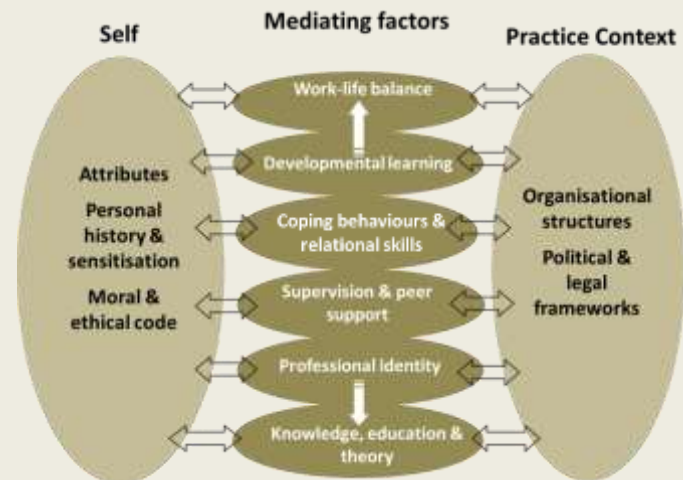 Self
Mediating factors
Practice Context
Attributes
Personal
history &
sensitisation
Moral &
ethical code
Work-life balance
Developmental learning
Coping behaviours &
relational skills
Supervision & peer
support
Professional identity
Knowledge, education &
theory
Organisational
structures
Political &
legal
frameworks